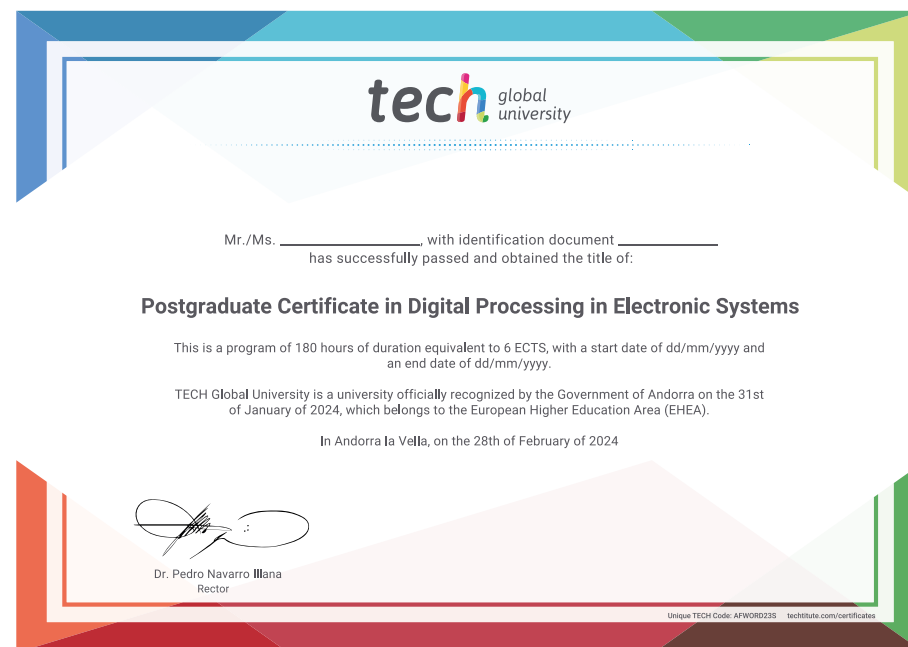 tech global
university
Mr./Ms. ____________, with identification document ____________
has successfully passed and obtained the title of:
Postgraduate Certificate in Digital Processing in Electronic Systems
This is a program of 180 hours of duration equivalent to 6 ECTS, with a start date of dd/mm/yyyy and
an end date of dd/mm/yyyy.
TECH Global University is a university officially recognized by the Government of Andorra on the 31st
of January of 2024, which belongs to the European Higher Education Area (EHEA).
In Andorra la Vella, on the 28th of February of 2024
Dr. Pedro Navarro Illana
Rector
Unique TECH Code: AFWORD23S techtitute.com/certificates